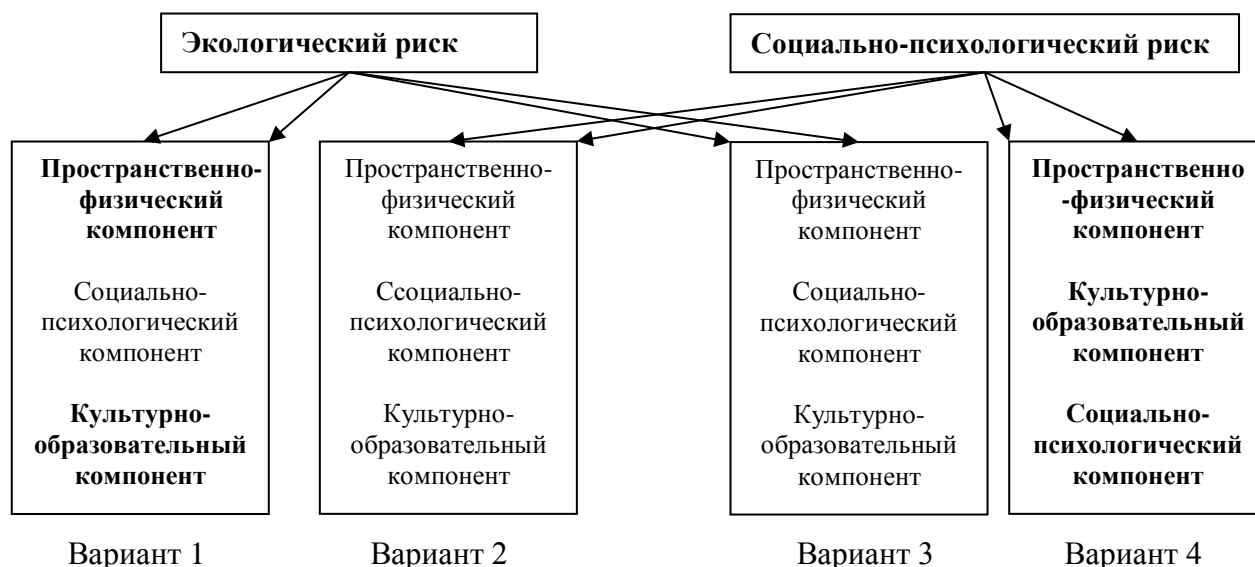 Экологический риск
Социально-психологический риск
Пространственно-
физический
компонент
Социально-
психологический
компонент
Культурно-
образовательный
компонент
Пространственно-
физический
компонент
Ссоциально-
психологический
компонент
Культурно-
образовательный
компонент
Пространственно-
физический
компонент
Социально-
психологический
компонент
Культурно-
образовательный
компонент
Пространственно
-физический
компонент
Культурно-
образовательный
компонент
Социально-
психологический
компонент
Вариант 1
Вариант 2
Вариант 3
Вариант 4